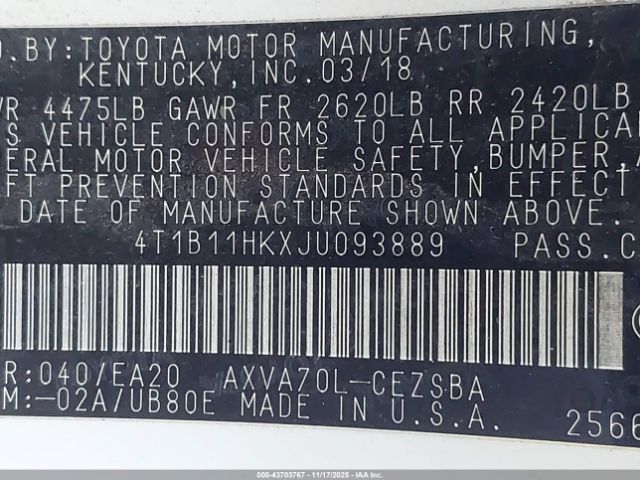 . BY: TOYOTA MOTOR MANUFACTURING,
KENTUCKY, INC. 03/18
VR 4475LB GAWR FR 2620LB RR 2420LB
S VEHICLE CONFORMS TO ALL APPLICA
ERAL MOTOR VEHICLE SAFETY, BUMPER,
FT PREVENTION STANDARDS IN EFFECT
DATE OF MANUFACTURE SHOWN ABOVE.
4T1B11HKXJU093889 PASS.C
R:040/EA20 AXVA70L-CEZSBA
M:-02A/UB80E MADE IN U.S.A.
2566
000-43703767 - 11/17/2025 - IAA Inc.